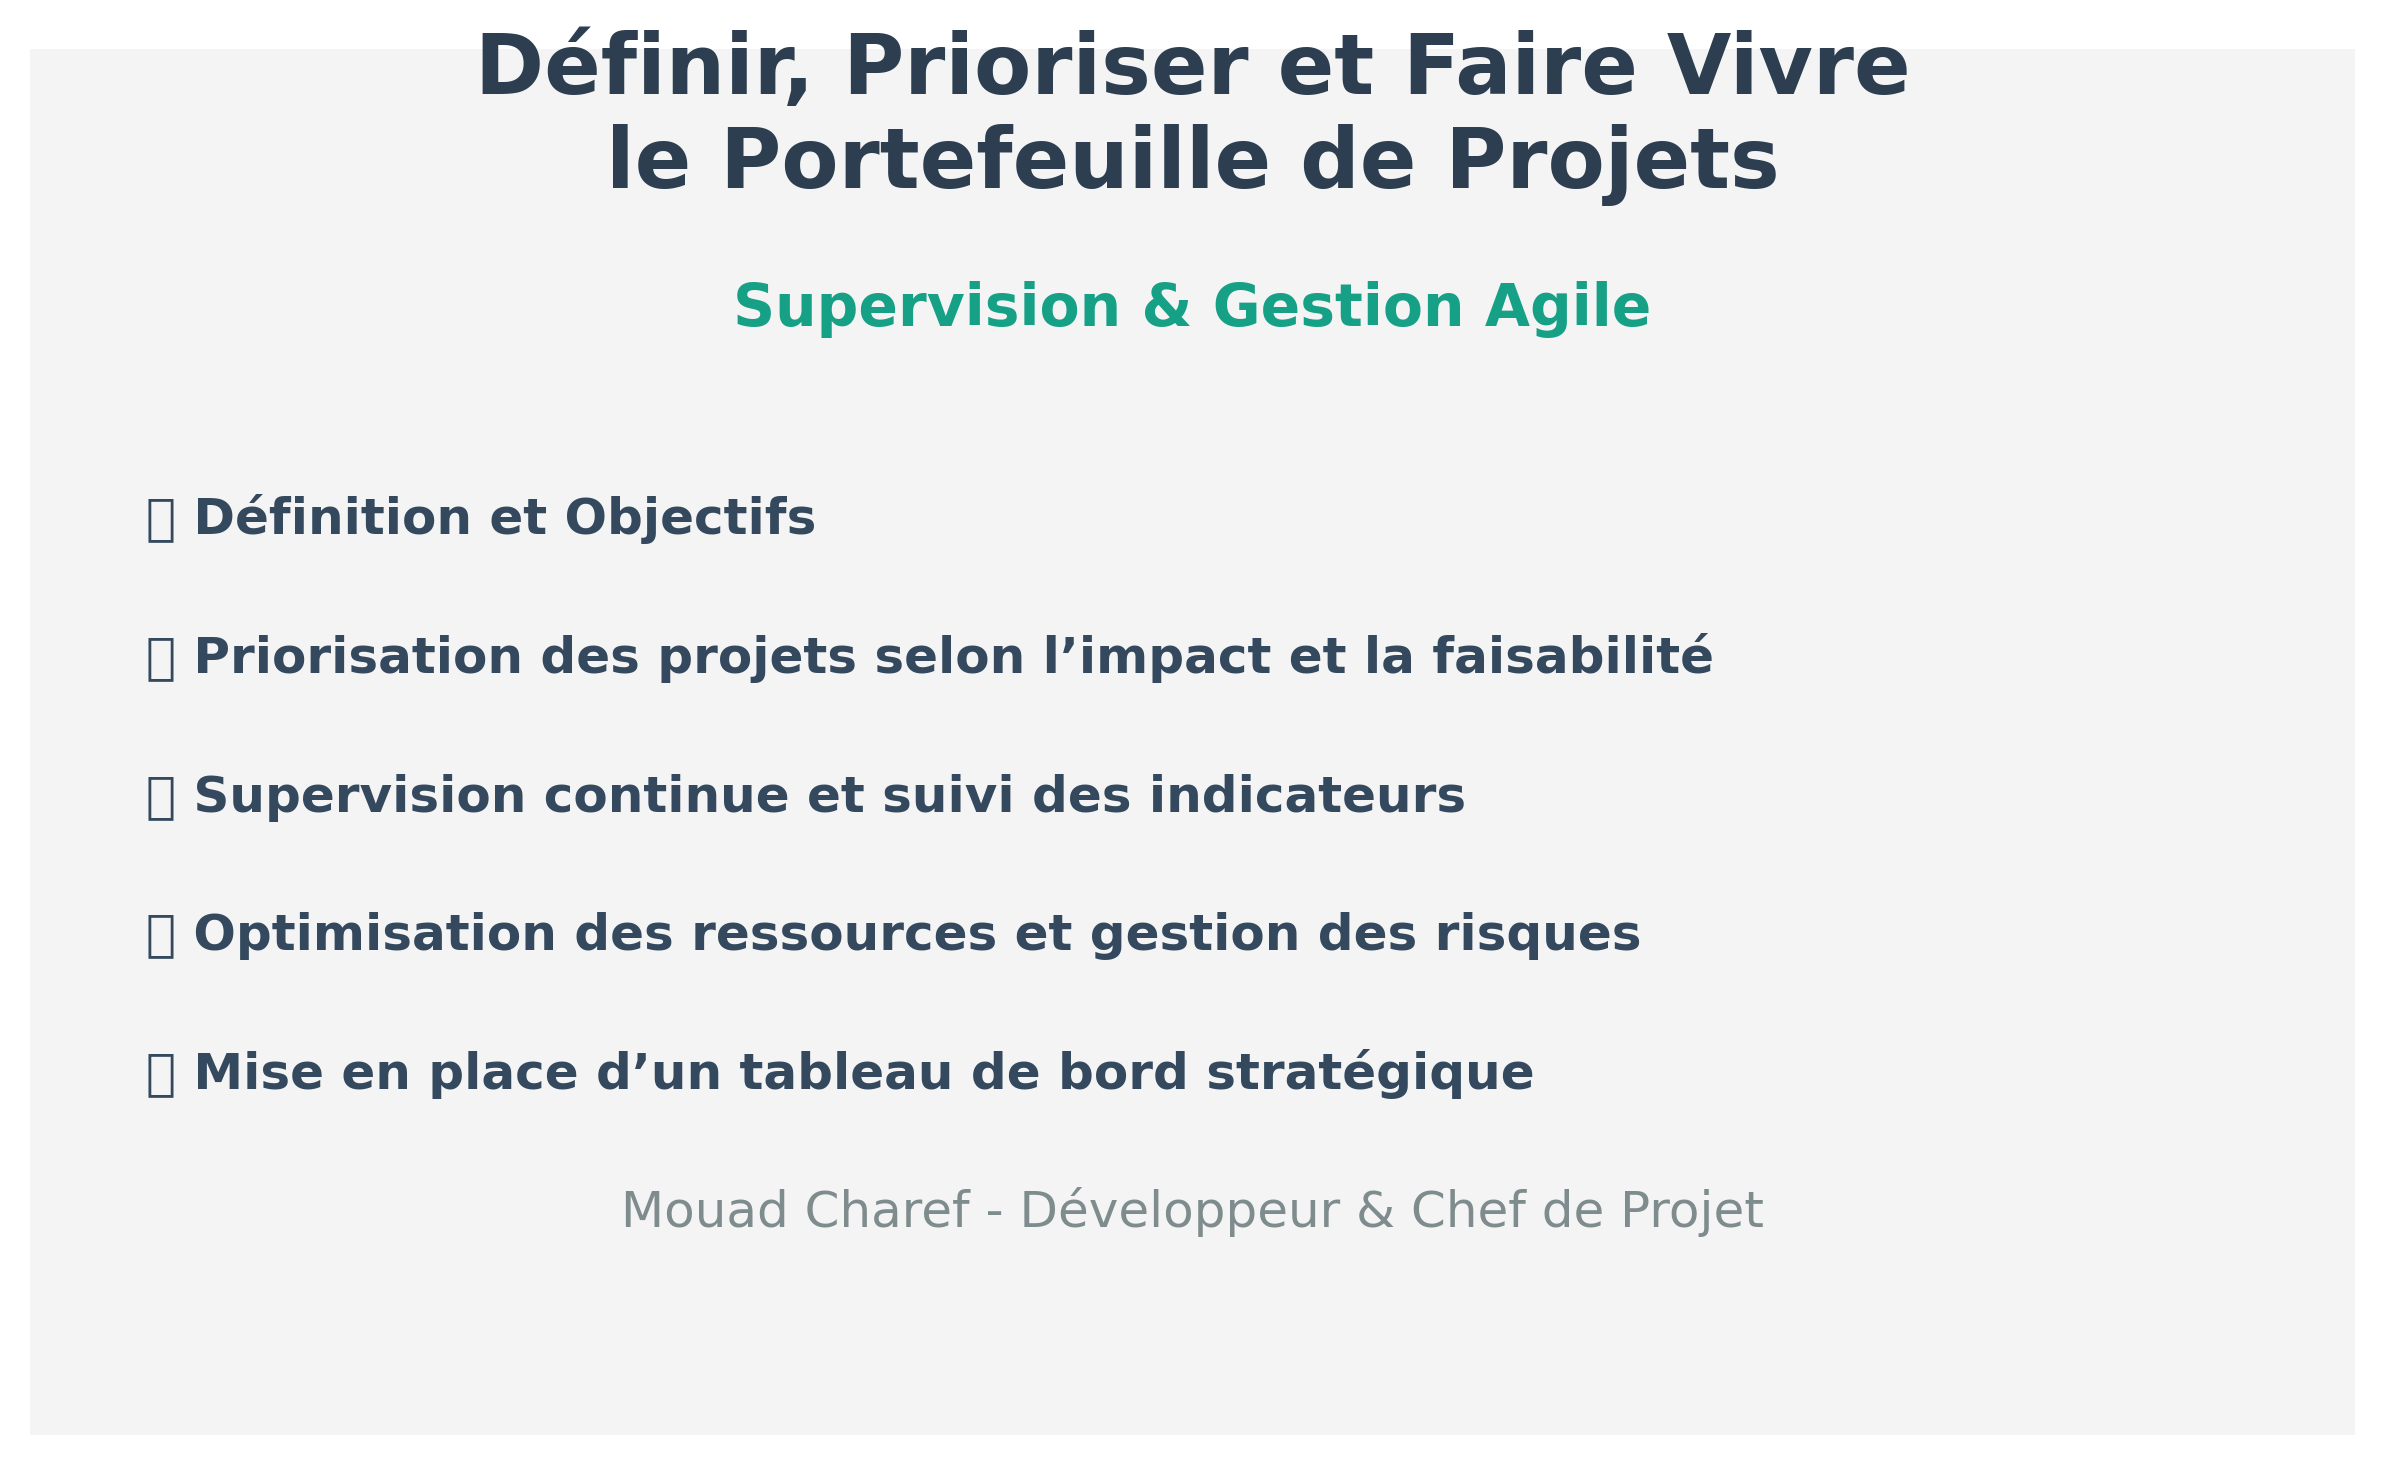 Définir, Prioriser et Faire Vivre
le Portefeuille de Projets
Supervision & Gestion Agile
Définition et Objectifs
Priorisation des projets selon l’impact et la faisabilité
Supervision continue et suivi des indicateurs
Optimisation des ressources et gestion des risques
Mise en place d’un tableau de bord stratégique
Mouad Charef - Développeur & Chef de Projet